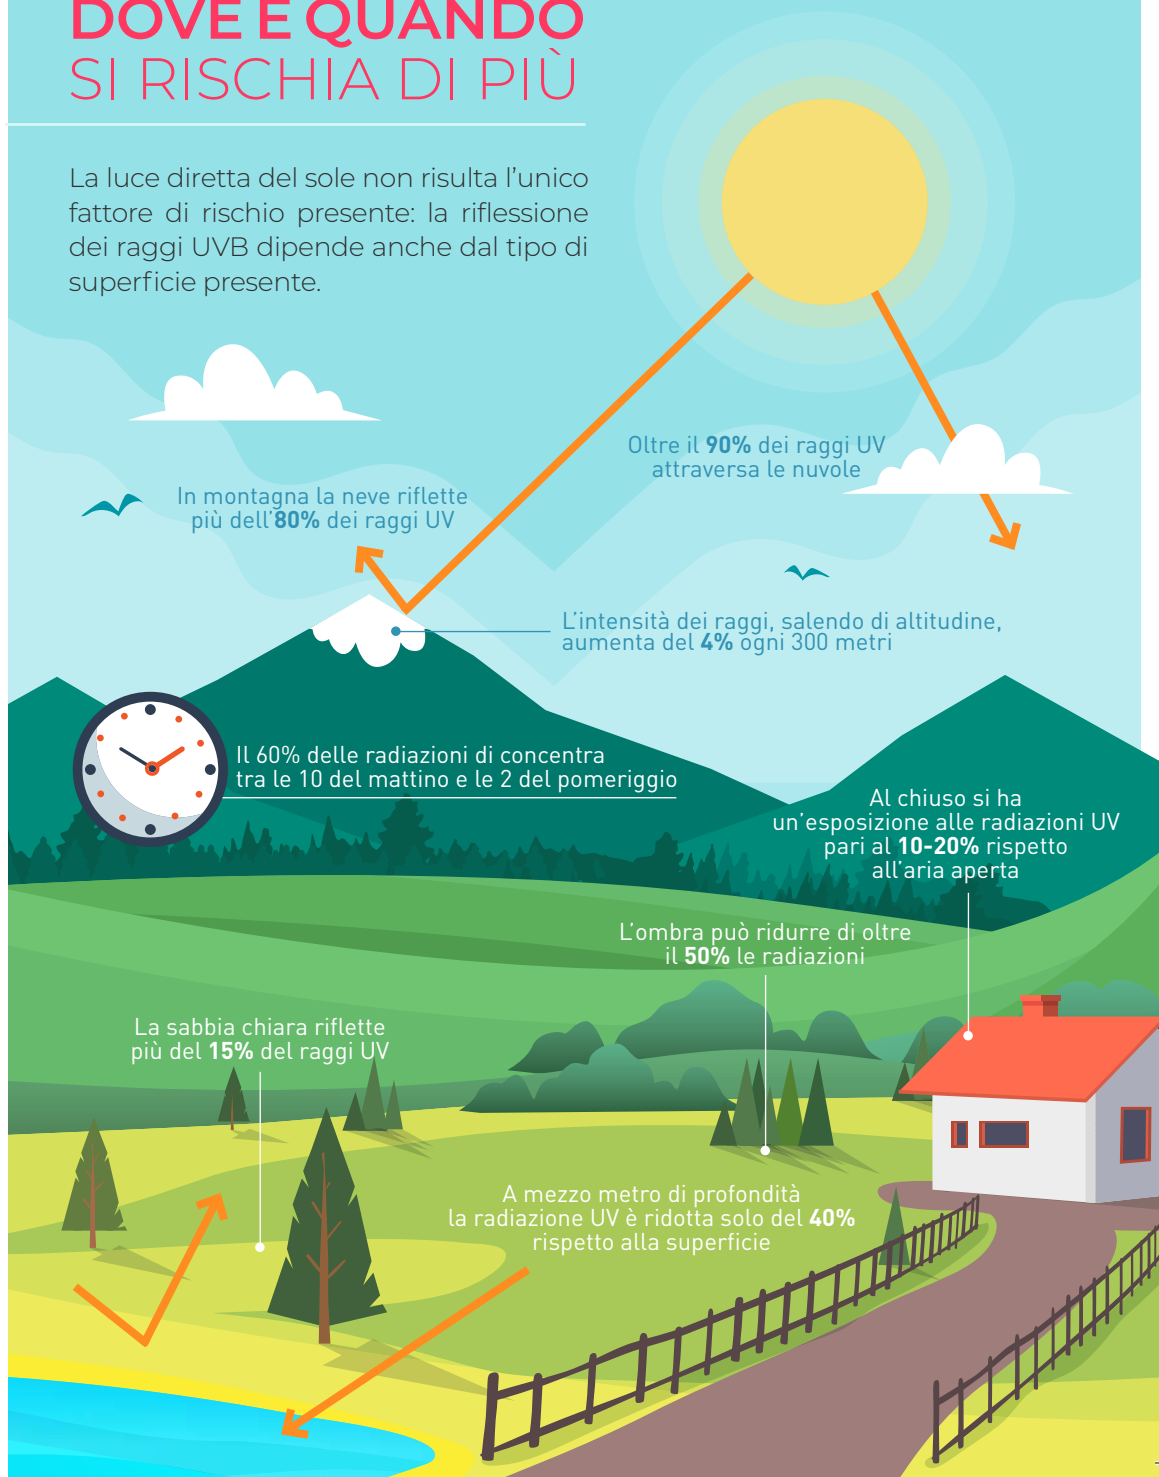 DOVE E QUANDO
SI RISCHIA DI PIÙ
La luce diretta del sole non risulta l’unico
fattore di rischio presente: la riflessione
dei raggi UVB dipende anche dal tipo di
superficie presente.
Oltre il 90% dei raggi UV
attraversa le nuvole
In montagna la neve riflette
più dell’80% dei raggi UV
L’intensità dei raggi, salendo di altitudine,
aumenta del 4% ogni 300 metri
Il 60% delle radiazioni di concentra
tra le 10 del mattino e le 2 del pomeriggio
Al chiuso si ha
un’esposizione alle radiazioni UV
pari al 10-20% rispetto
all’aria aperta
L’ombra può ridurre di oltre
il 50% le radiazioni
La sabbia chiara riflette
più del 15% del raggi UV
A mezzo metro di profondità
la radiazione UV è ridotta solo del 40%
rispetto alla superficie